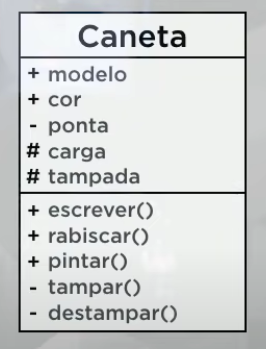 Caneta
+ modelo
+ cor
- ponta
# carga
# tampada
+ escrever()
+ rabiscar()
+ pintar()
- tampar()
- destampar()